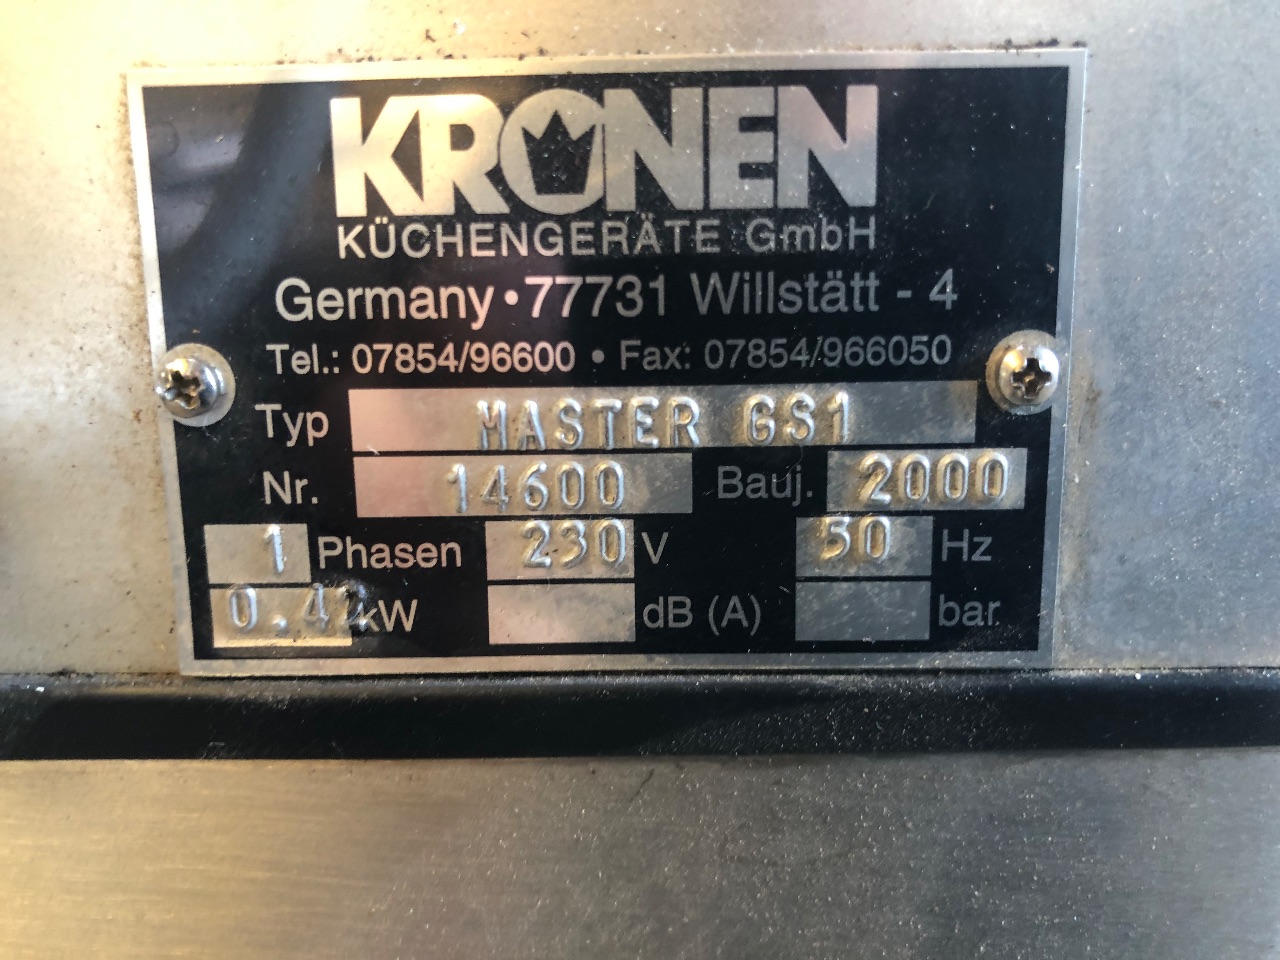 KRONEN
KÜCHENGERÄTE GmbH
Germany • 77731 Willstätt - 4
Tel.: 07854/96600 • Fax: 07854/966050
Typ MASTER GS1
Nr. 14600 Bauj. 2000
1 Phasen 230 V 50 Hz
kW dB (A) bar